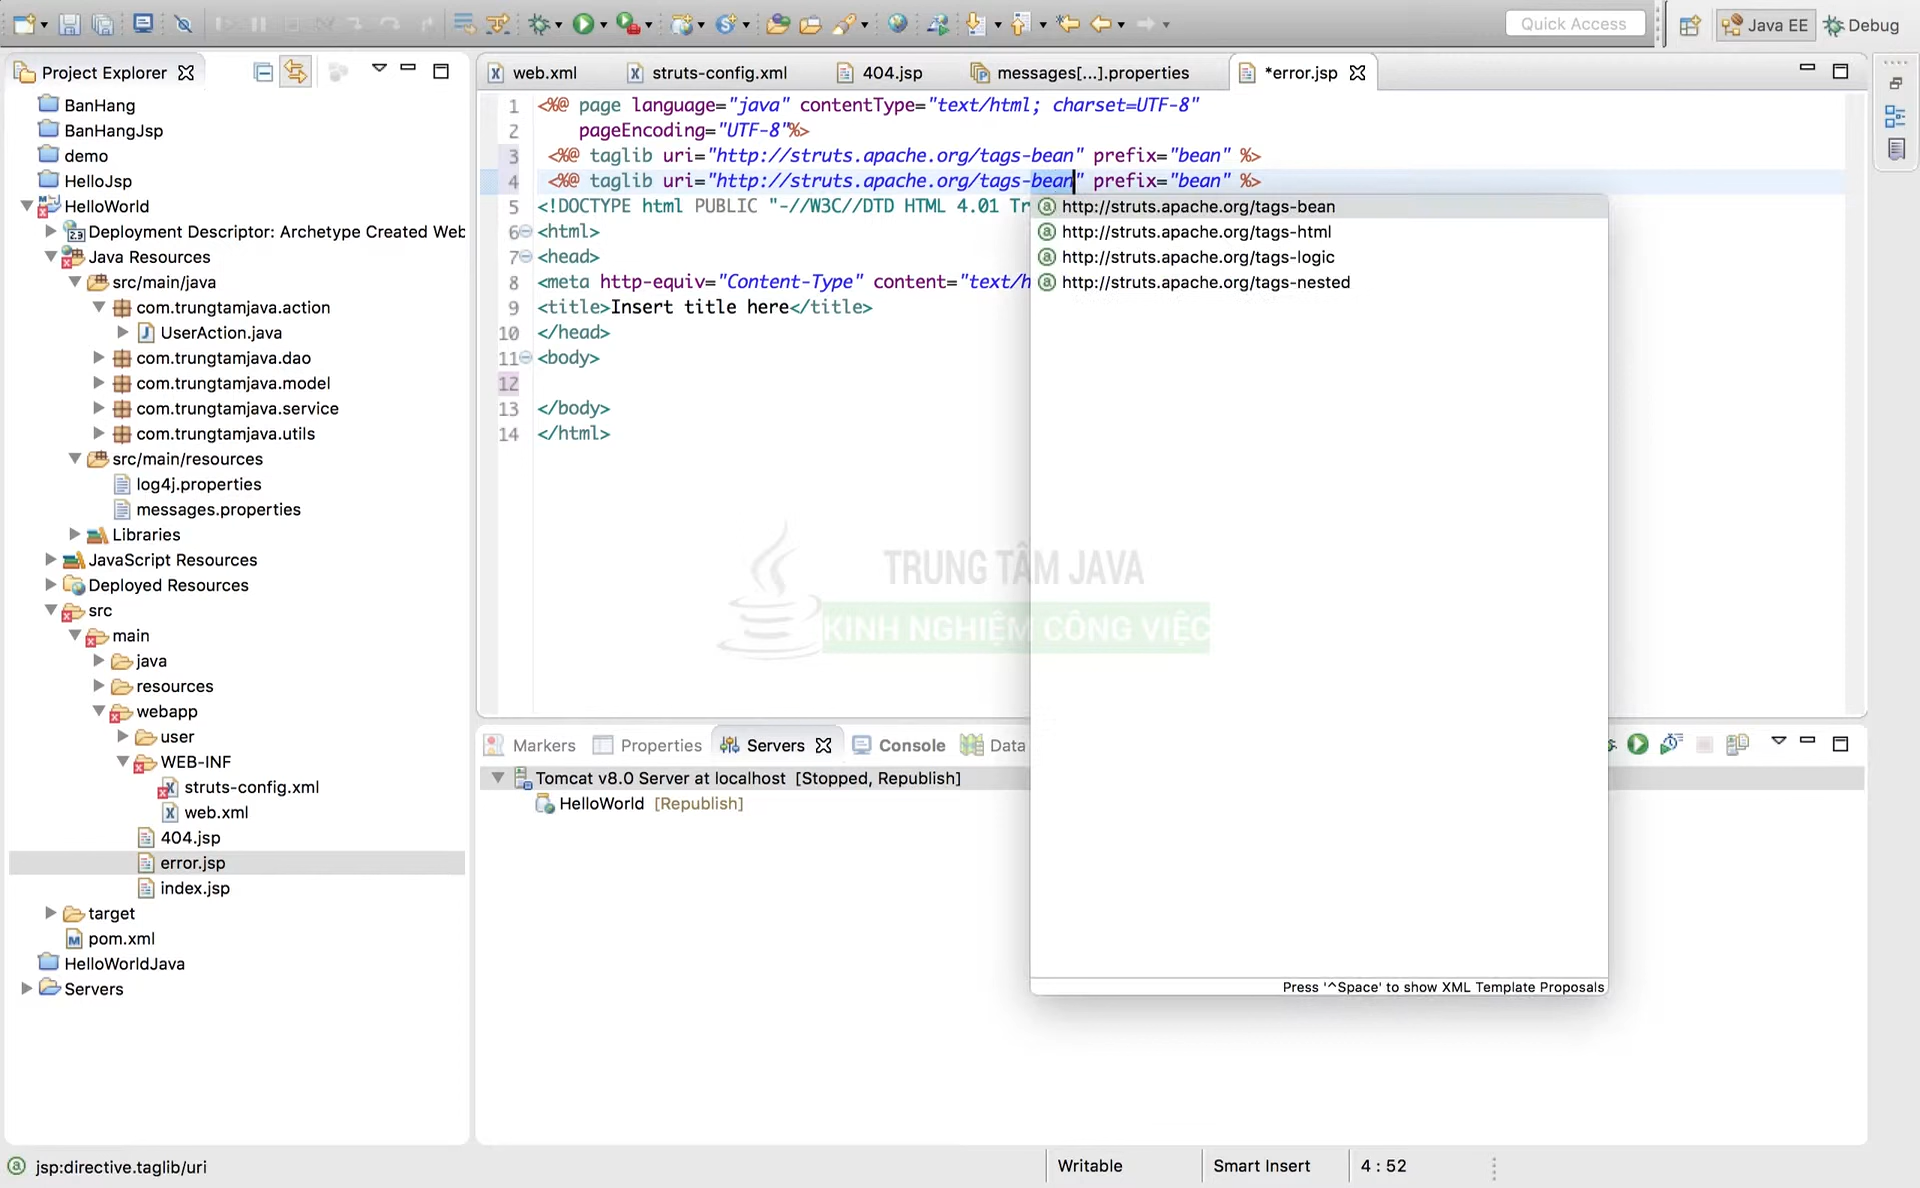 Quick Access
Java EE
Debug
Project Explorer
web.xml
struts-config.xml
404.jsp
messages[...].properties
*error.jsp
BanHang
BanHangJsp
demo
HelloJsp
HelloWorld
Deployment Descriptor: Archetype Created Web
Java Resources
src/main/java
com.trungtamjava.action
UserAction.java
com.trungtamjava.dao
com.trungtamjava.model
com.trungtamjava.service
com.trungtamjava.utils
src/main/resources
log4j.properties
messages.properties
Libraries
JavaScript Resources
Deployed Resources
src
main
java
resources
webapp
user
WEB-INF
struts-config.xml
web.xml
404.jsp
error.jsp
index.jsp
target
pom.xml
HelloWorldJava
Servers
1 <%@ page language="java" contentType="text/html; charset=UTF-8"
2 pageEncoding="UTF-8"%>
3 <%@ taglib uri="http://struts.apache.org/tags-bean" prefix="bean" %>
4 <%@ taglib uri="http://struts.apache.org/tags-bean" prefix="bean" %>
5 <!DOCTYPE html PUBLIC "-//W3C//DTD HTML 4.01 Tr
6 <html>
7 <head>
8 <meta http-equiv="Content-Type" content="text/h
9 <title>Insert title here</title>
10 </head>
11 <body>
12
13 </body>
14 </html>
http://struts.apache.org/tags-bean
http://struts.apache.org/tags-html
http://struts.apache.org/tags-logic
http://struts.apache.org/tags-nested
Press '^Space' to show XML Template Proposals
TRUNG TÂM JAVA
KINH NGHIỆM CÔNG VIỆC
Markers
Properties
Servers
Console
Data
Tomcat v8.0 Server at localhost [Stopped, Republish]
HelloWorld [Republish]
jsp:directive.taglib/uri
Writable
Smart Insert
4 : 52